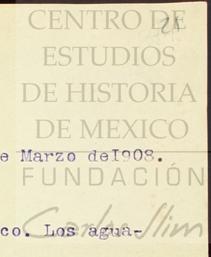 CENTRO DE
ESTUDIOS
DE HISTORIA
DE MEXICO
e Marzo de1908.
FUNDACIÓN
Carlos Slim
co. Los agua-